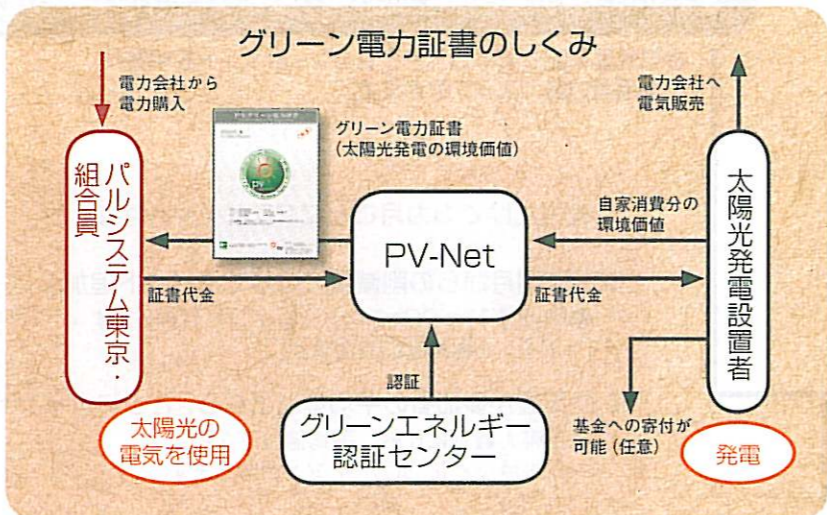 グリーン電力証書のしくみ
電力会社から
電力購入
電力会社へ
電気販売
グリーン電力証書
(太陽光発電の環境価値)
パルシステム東京・
組合員
自家消費分の
環境価値
太陽光発電設置者
PV-Net
証書代金
証書代金
認証
グリーンエネルギー
認証センター
太陽光の
電気を使用
基金への寄付が
可能 (任意)
発電